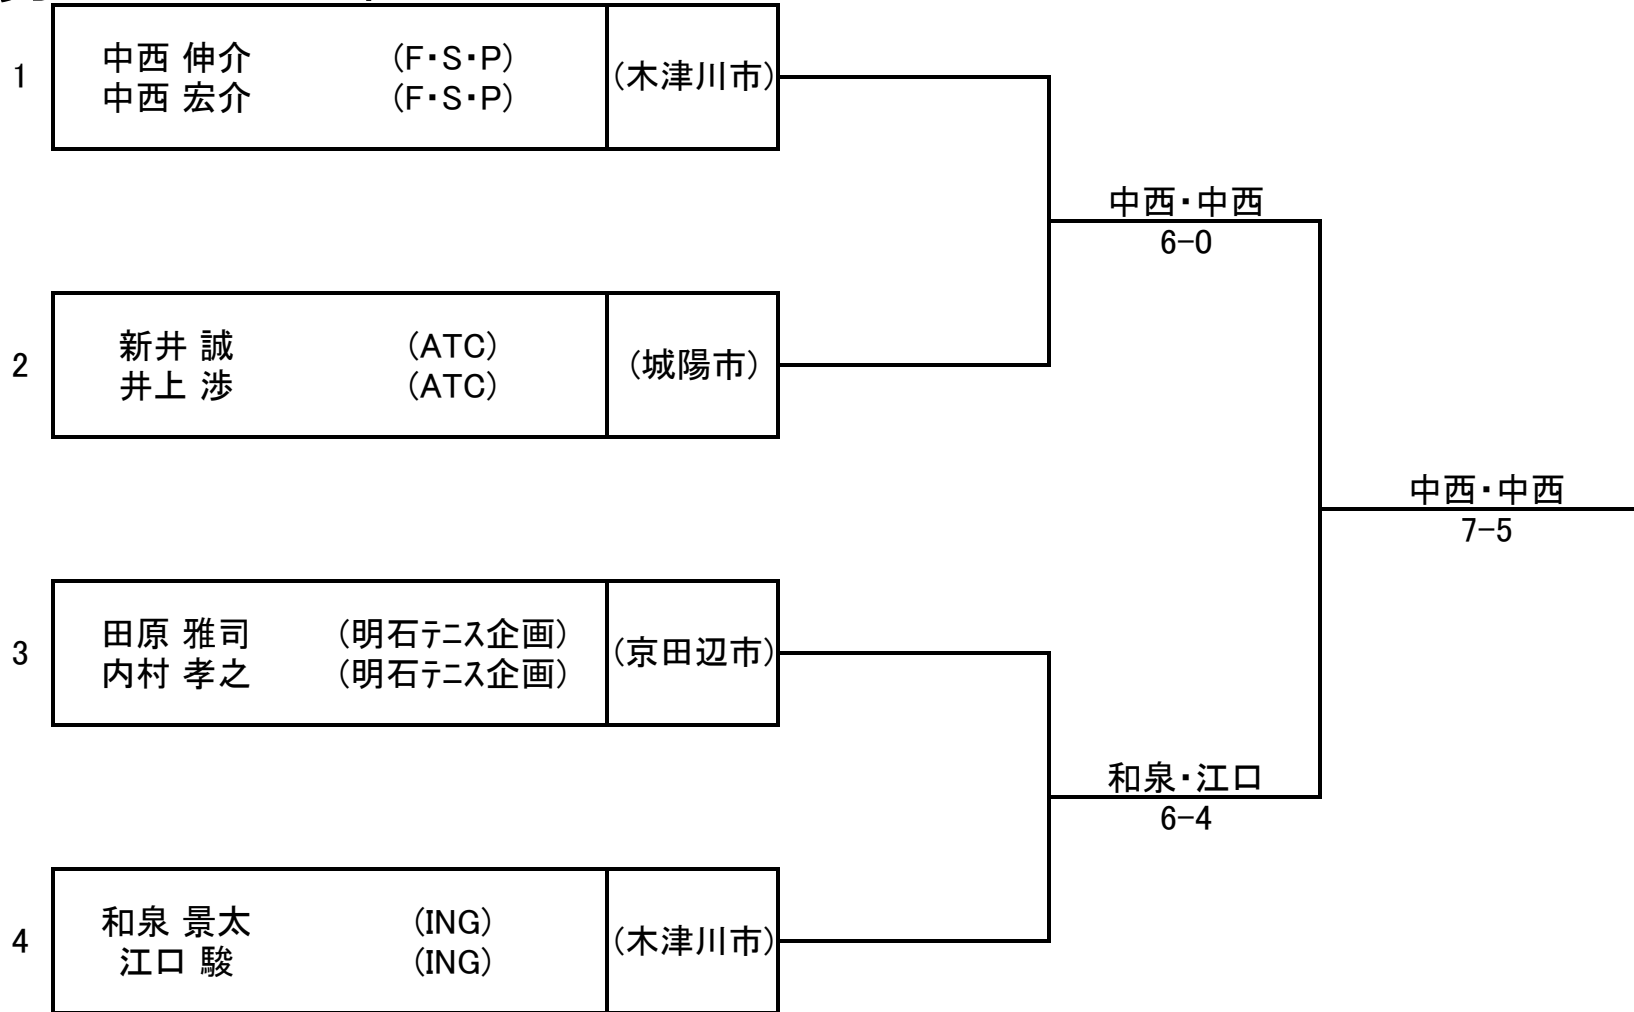 1
中西 伸介 (F・S・P)
中西 宏介 (F・S・P)
(木津川市)
中西・中西
6-0
2
新井 誠 (ATC)
井上 渉 (ATC)
(城陽市)
中西・中西
7-5
3
田原 雅司 (明石ﾃﾆｽ企画)
内村 孝之 (明石ﾃﾆｽ企画)
(京田辺市)
和泉・江口
6-4
4
和泉 景太 (ING)
江口 駿 (ING)
(木津川市)